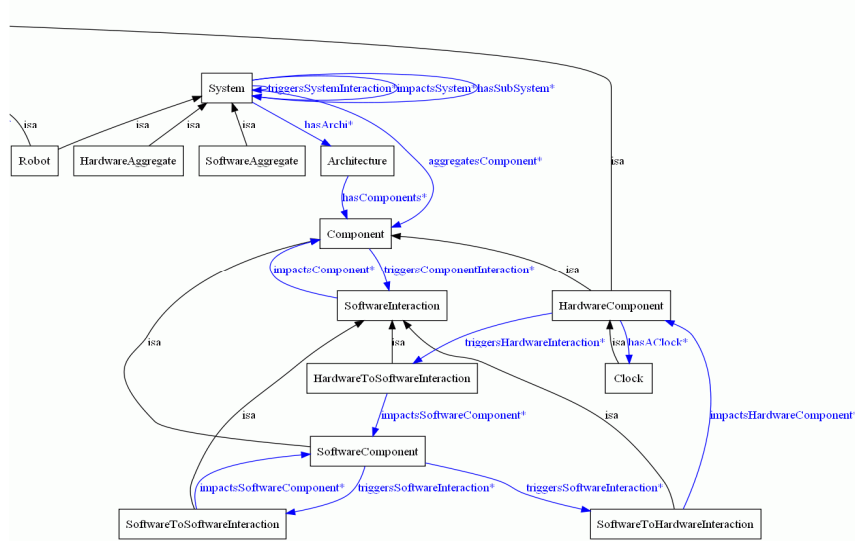 System
triggersSystemInteraction*
impactsSystem*
hasSubSystem*
isa
isa
isa
isa
hasArchi*
Robot
HardwareAggregate
SoftwareAggregate
Architecture
aggregatesComponent*
isa
hasComponents*
Component
impactsComponent*
triggersComponentInteraction*
isa
SoftwareInteraction
HardwareComponent
isa
triggersHardwareInteraction*
isa
isa
hasAClock*
HardwareToSoftwareInteraction
Clock
isa
impactsSoftwareComponent*
isa
impactsHardwareComponent*
SoftwareComponent
impactsSoftwareComponent*
triggersSoftwareInteraction*
triggersSoftwareInteraction*
SoftwareToSoftwareInteraction
SoftwareToHardwareInteraction